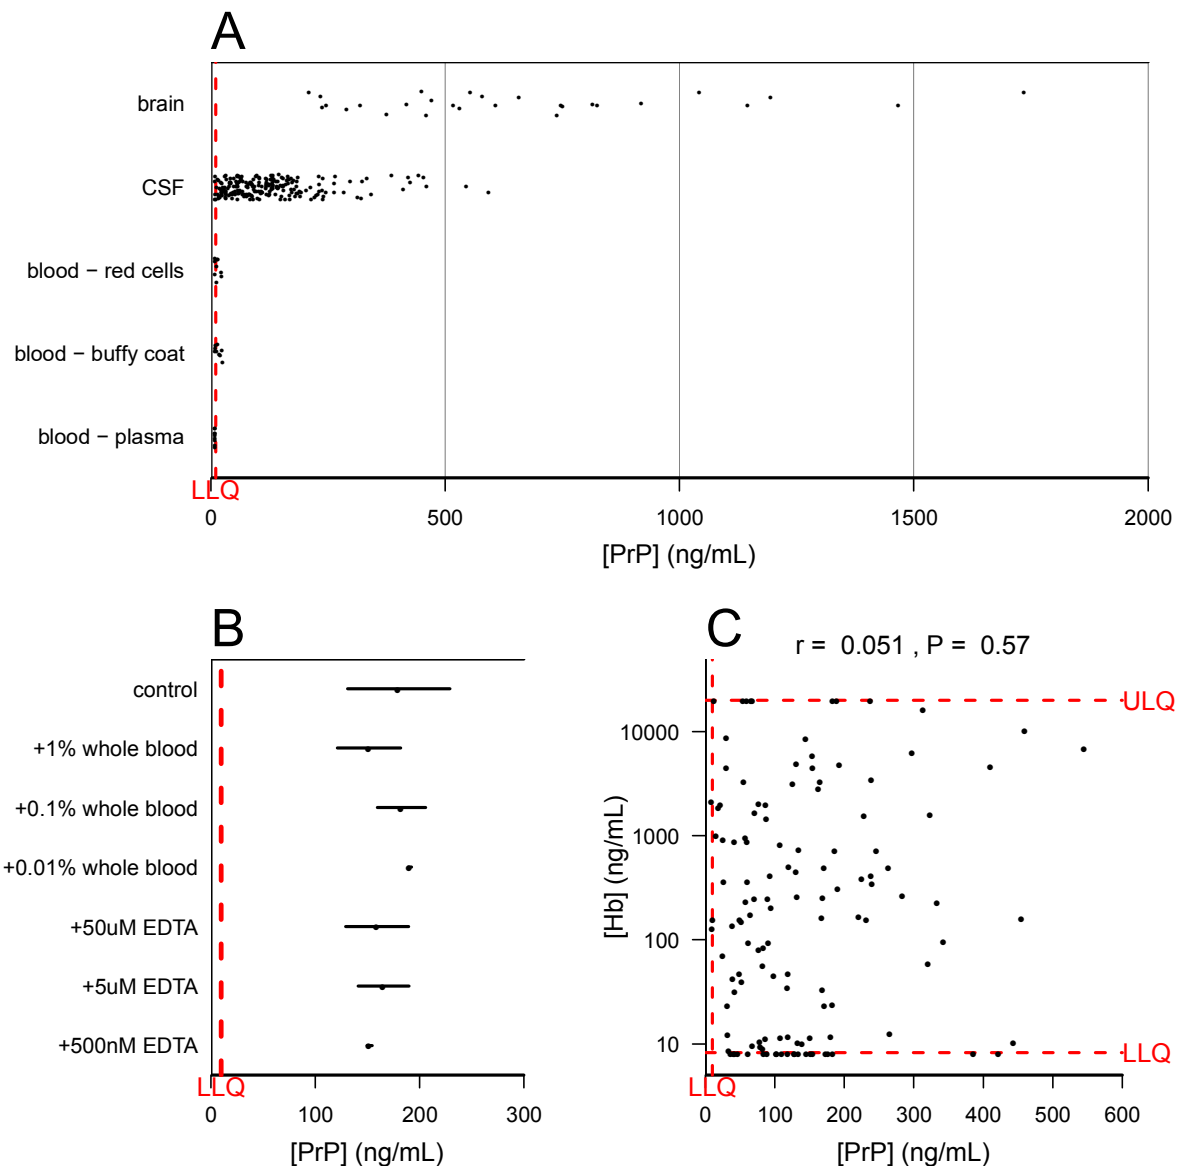 A
brain
CSF
blood − red cells
blood − buffy coat
blood − plasma
LLQ
0 500 1000 1500 2000
[PrP] (ng/mL)
B
control
+1% whole blood
+0.1% whole blood
+0.01% whole blood
+50uM EDTA
+5uM EDTA
+500nM EDTA
LLQ
0 100 200 300
[PrP] (ng/mL)
C
r = 0.051 , P = 0.57
ULQ
10000
1000
100
10
[Hb] (ng/mL)
LLQ
LLQ
0 100 200 300 400 500 600
[PrP] (ng/mL)